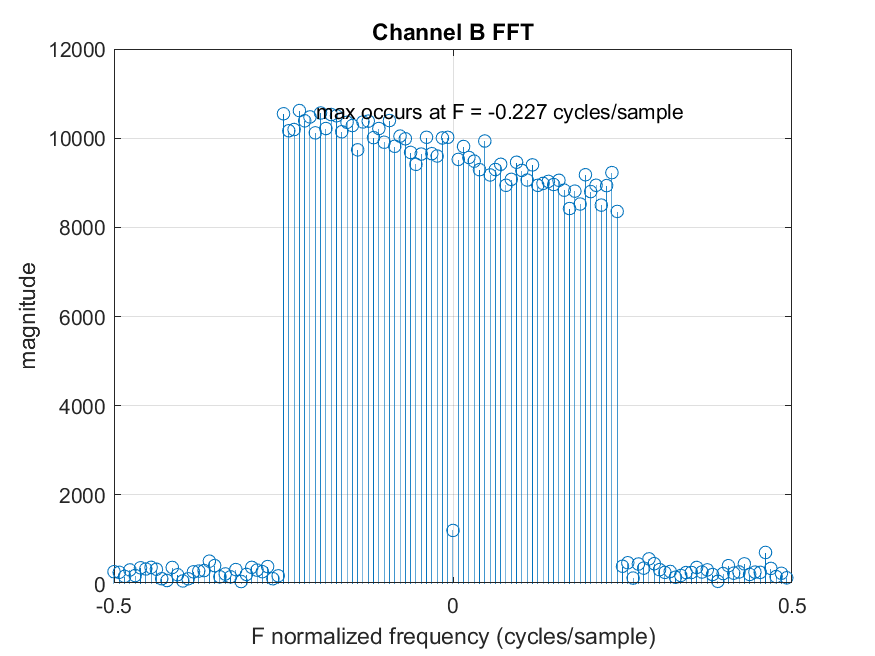 Channel B FFT
12000
max occurs at F = -0.227 cycles/sample
10000
8000
6000
4000
2000
0
magnitude
-0.5 0 0.5
F normalized frequency (cycles/sample)